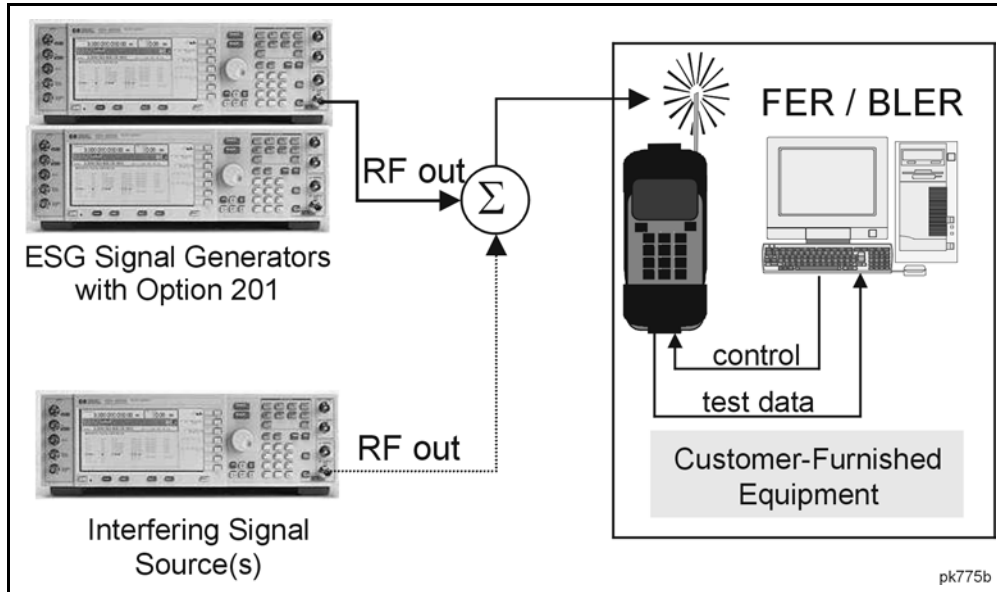 FER / BLER
RF out
Σ
ESG Signal Generators
with Option 201
control
test data
RF out
Customer-Furnished
Equipment
Interfering Signal
Source(s)
pk775b